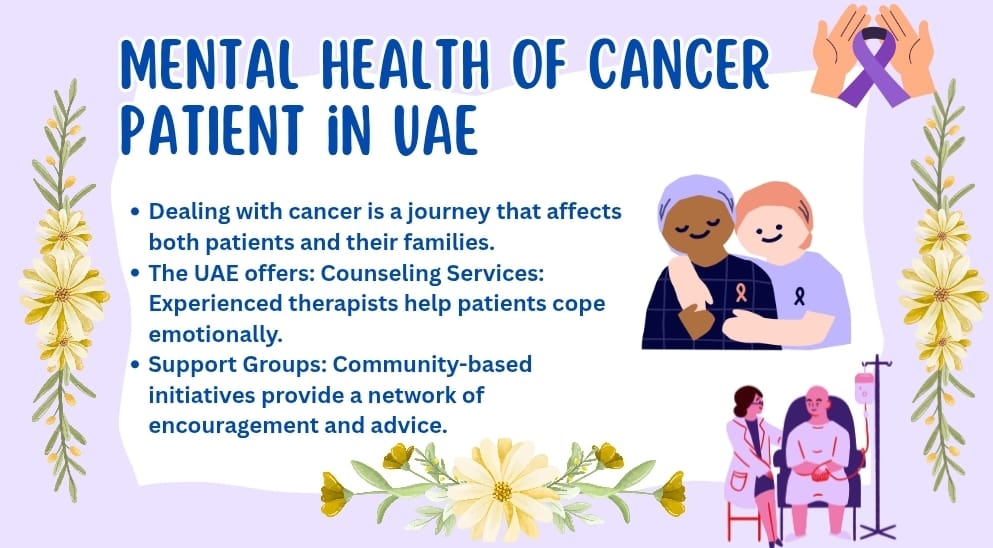 MENTAL HEALTH OF CANCER
PATIENT iN UAE
• Dealing with cancer is a journey that affects
both patients and their families.
• The UAE offers: Counseling Services:
Experienced therapists help patients cope
emotionally.
• Support Groups: Community-based
initiatives provide a network of
encouragement and advice.